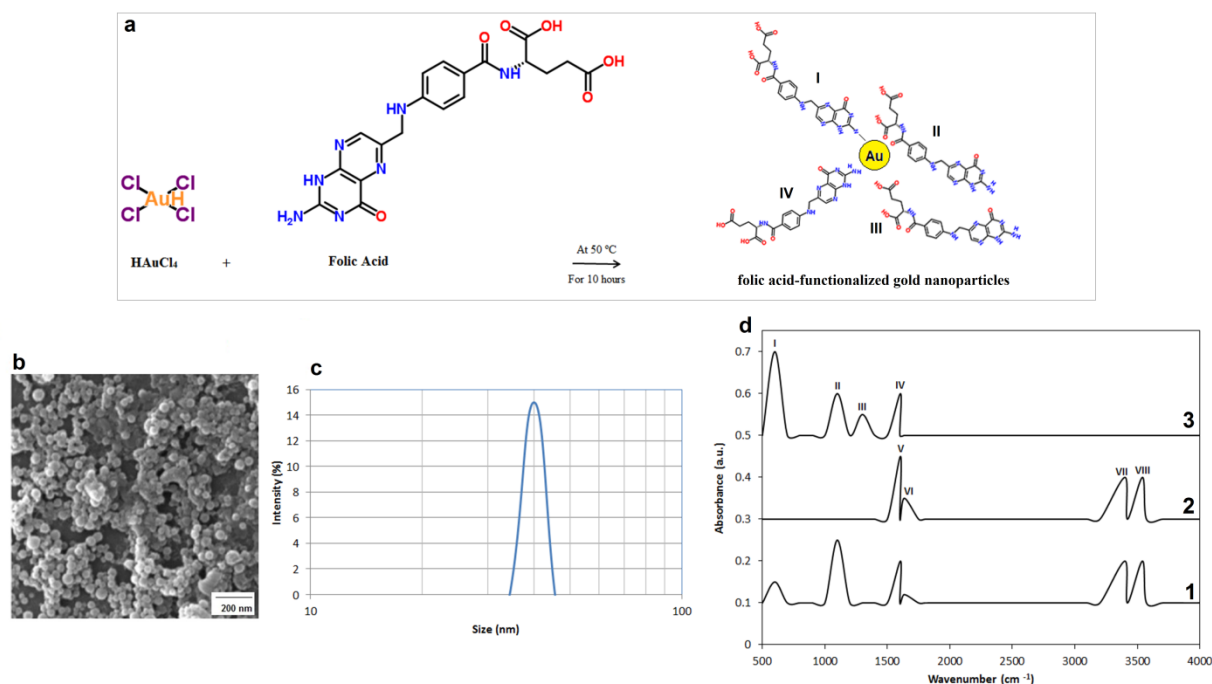 a
O
OH
O
OH
O
NH
O
HN
N
N
HN
H₂N
N
O
Cl
Cl
AuH
Cl
Cl
HAuCl₄
+
Folic Acid
At 50 °C
For 10 hours
I
II
Au
IV
III
folic acid-functionalized gold nanoparticles
b
200 nm
c
16
14
12
10
8
6
4
2
0
Intensity (%)
10
100
Size (nm)
d
I
II
III
IV
3
V
VI
VII
VIII
2
1
0.7
0.6
0.5
0.4
0.3
0.2
0.1
0
Absorbance (a.u.)
500
1000
1500
2000
2500
3000
3500
4000
Wavenumber (cm -1)